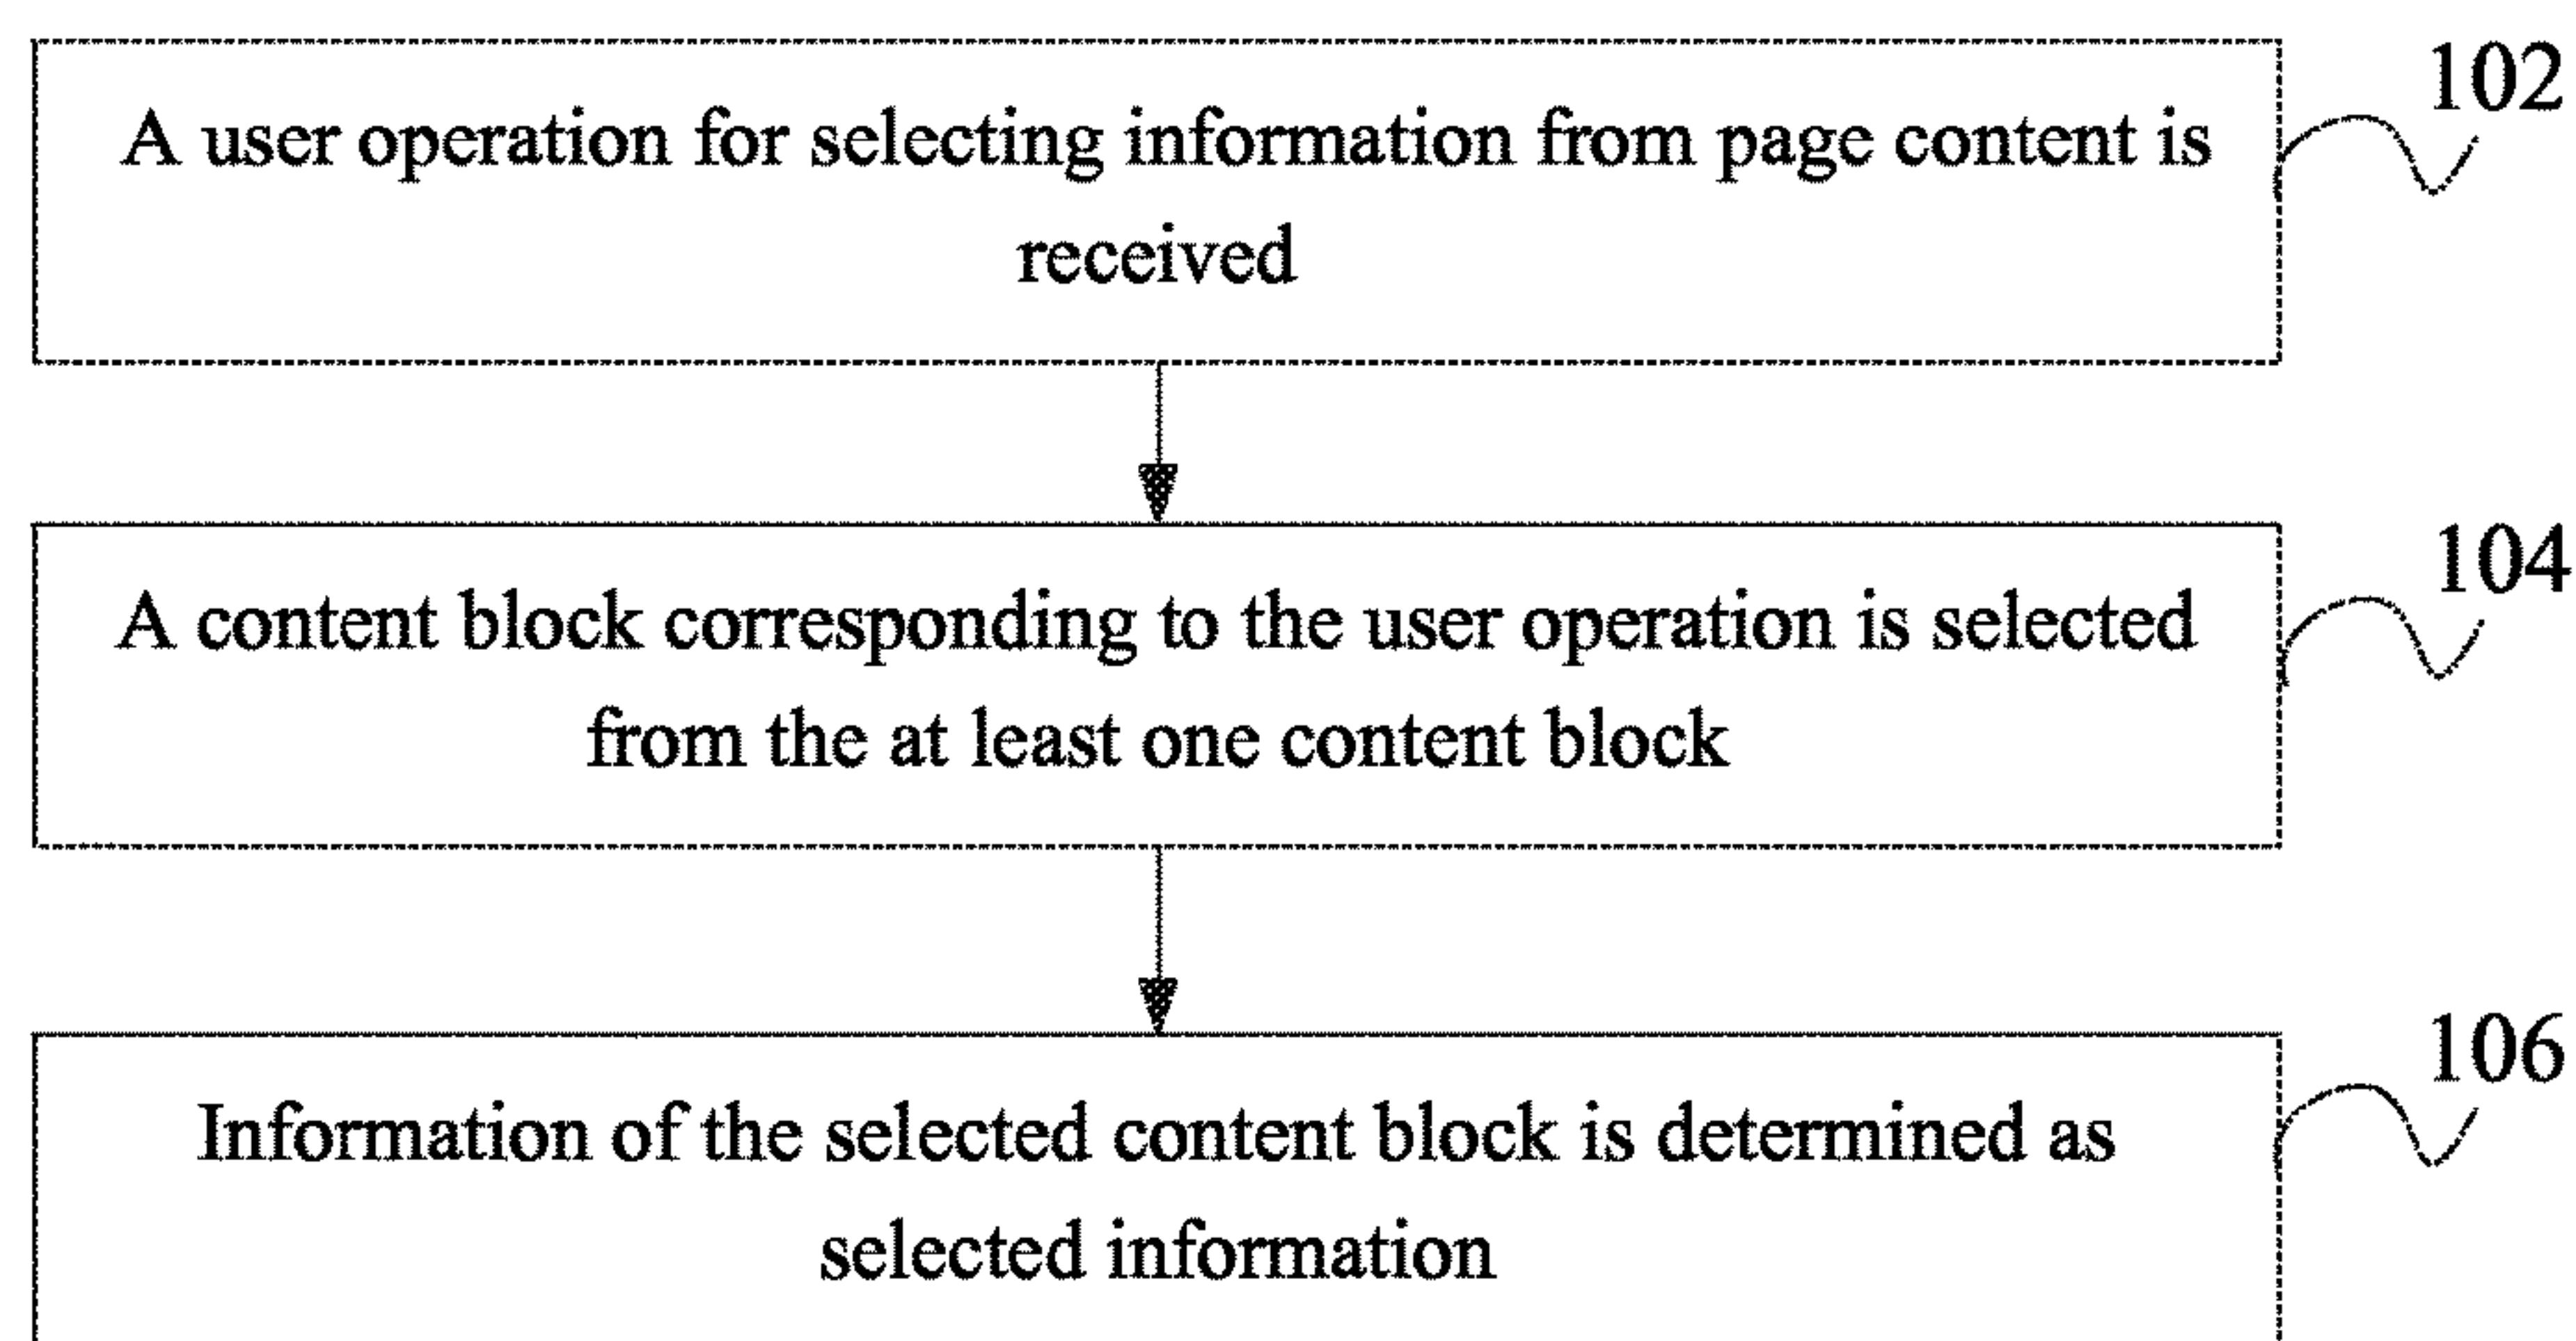 102
A user operation for selecting information from page content is
received
104
A content block corresponding to the user operation is selected
from the at least one content block
106
Information of the selected content block is determined as
selected information